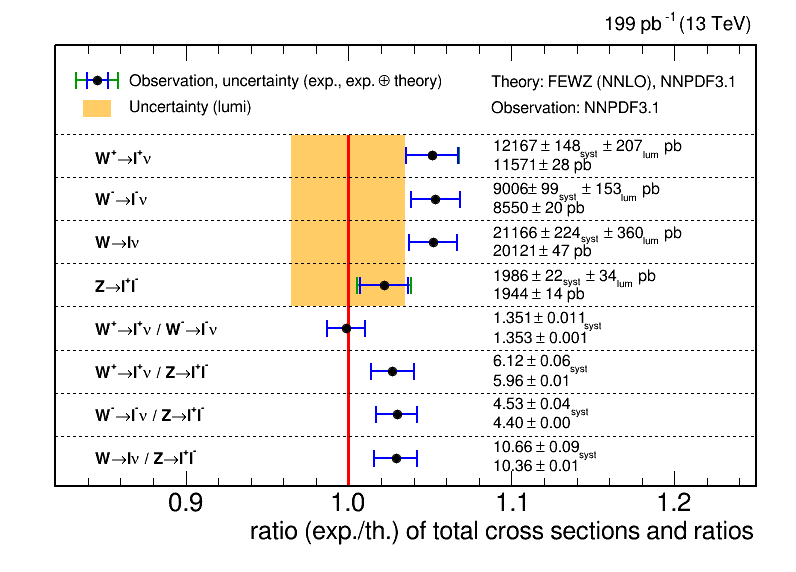 199 pb⁻¹ (13 TeV)
Observation, uncertainty (exp., exp. ⊕ theory)
Theory: FEWZ (NNLO), NNPDF3.1
Uncertainty (lumi)
Observation: NNPDF3.1
W⁺→l⁺ν
12167 ± 148syst ± 207lum pb
11571 ± 28 pb
W⁻→l⁻ν
9006± 99syst ± 153lum pb
8550 ± 20 pb
W→lν
21166 ± 224syst ± 360lum pb
20121 ± 47 pb
Z→l⁺l⁻
1986 ± 22syst ± 34lum pb
1944 ± 14 pb
W⁺→l⁺ν / W⁻→l⁻ν
1.351 ± 0.011syst
1.353 ± 0.001
W⁺→l⁺ν / Z→l⁺l⁻
6.12 ± 0.06syst
5.96 ± 0.01
W⁻→l⁻ν / Z→l⁺l⁻
4.53 ± 0.04syst
4.40 ± 0.00
W→lν / Z→l⁺l⁻
10.66 ± 0.09syst
10.36 ± 0.01
0.9 1.0 1.1 1.2
ratio (exp./th.) of total cross sections and ratios